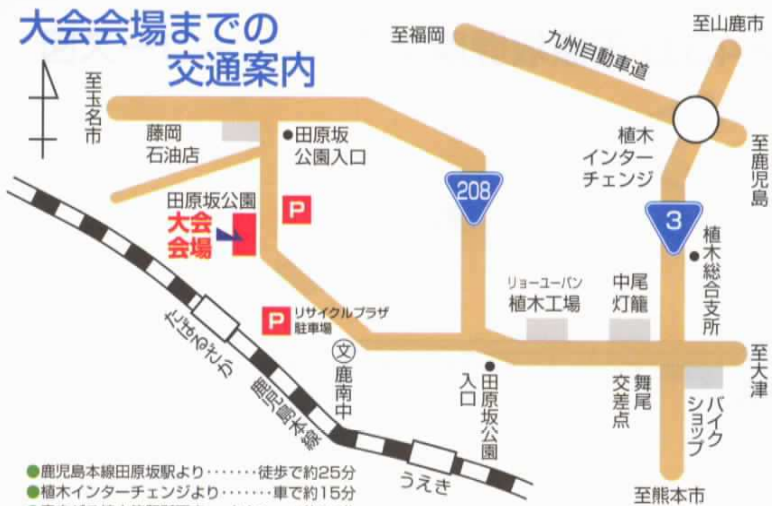 大会会場までの
交通案内
至福岡
九州自動車道
至山鹿市
至玉名市
藤岡
石油店
田原坂
公園入口
植木
インター
チェンジ
至鹿児島
208
3
田原坂公園
大会
会場
P
植木総合支所
リョーユーパン
植木工場
中尾
灯籠
P
リサイクルプラザ
駐車場
たばるざか
鹿児島本線
文
鹿南中
田原坂公園
入口
舞尾
交差点
バイク
ショップ
至大津
うえき
至熊本市
●鹿児島本線田原坂駅より‥‥‥‥徒歩で約25分
●植木インターチェンジより‥‥‥車で約15分